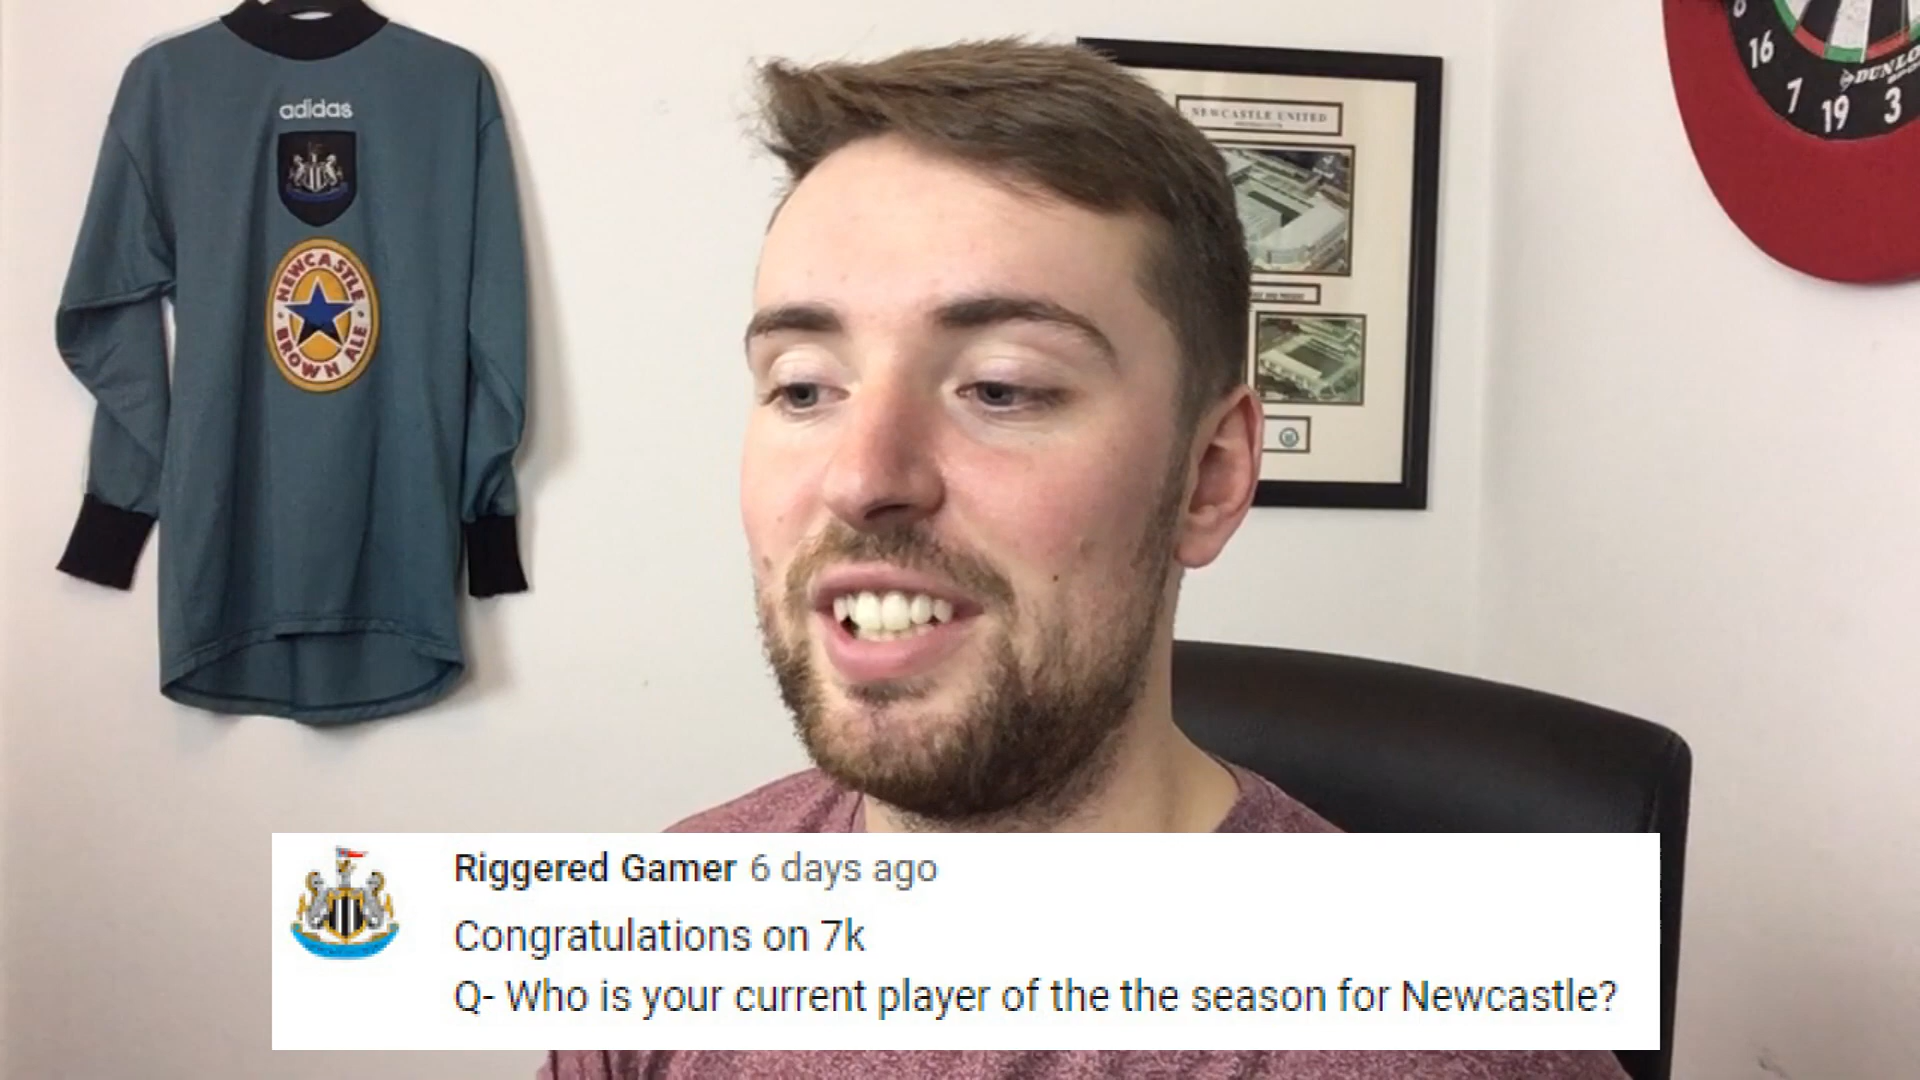 adidas
NEWCASTLE
BROWN ALE
NEWCASTLE UNITED
16
7
19
3
DUNLO
Riggered Gamer 6 days ago
Congratulations on 7k
Q- Who is your current player of the the season for Newcastle?